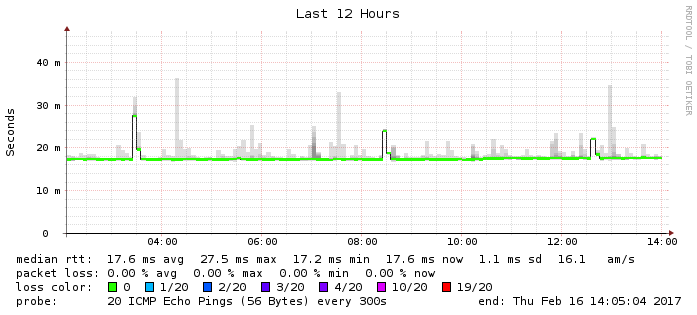 Last 12 Hours
RRDTOOL / TOBI OETIKER
Seconds
40 m
30 m
20 m
10 m
0
04:00 06:00 08:00 10:00 12:00 14:00
median rtt: 17.6 ms avg 27.5 ms max 17.2 ms min 17.6 ms now 1.1 ms sd 16.1 am/s
packet loss: 0.00 % avg 0.00 % max 0.00 % min 0.00 % now
loss color: 0 1/20 2/20 3/20 4/20 10/20 19/20
probe: 20 ICMP Echo Pings (56 Bytes) every 300s end: Thu Feb 16 14:05:04 2017